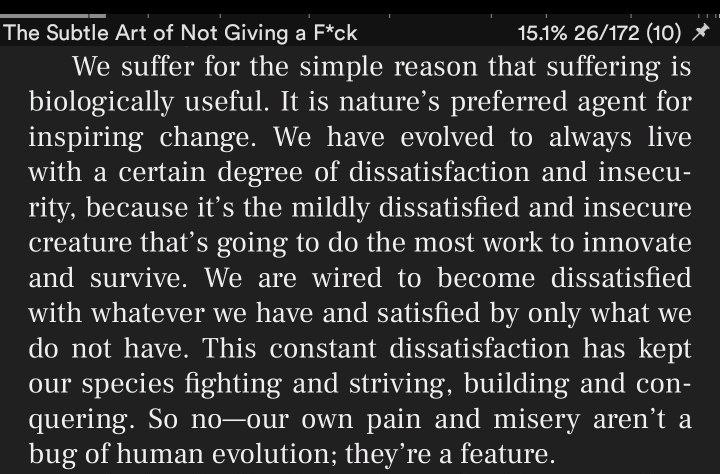 The Subtle Art of Not Giving a F*ck 15.1% 26/172 (10)
We suffer for the simple reason that suffering is
biologically useful. It is nature's preferred agent for
inspiring change. We have evolved to always live
with a certain degree of dissatisfaction and insecu-
rity, because it's the mildly dissatisfied and insecure
creature that's going to do the most work to innovate
and survive. We are wired to become dissatisfied
with whatever we have and satisfied by only what we
do not have. This constant dissatisfaction has kept
our species fighting and striving, building and con-
quering. So no—our own pain and misery aren't a
bug of human evolution; they're a feature.